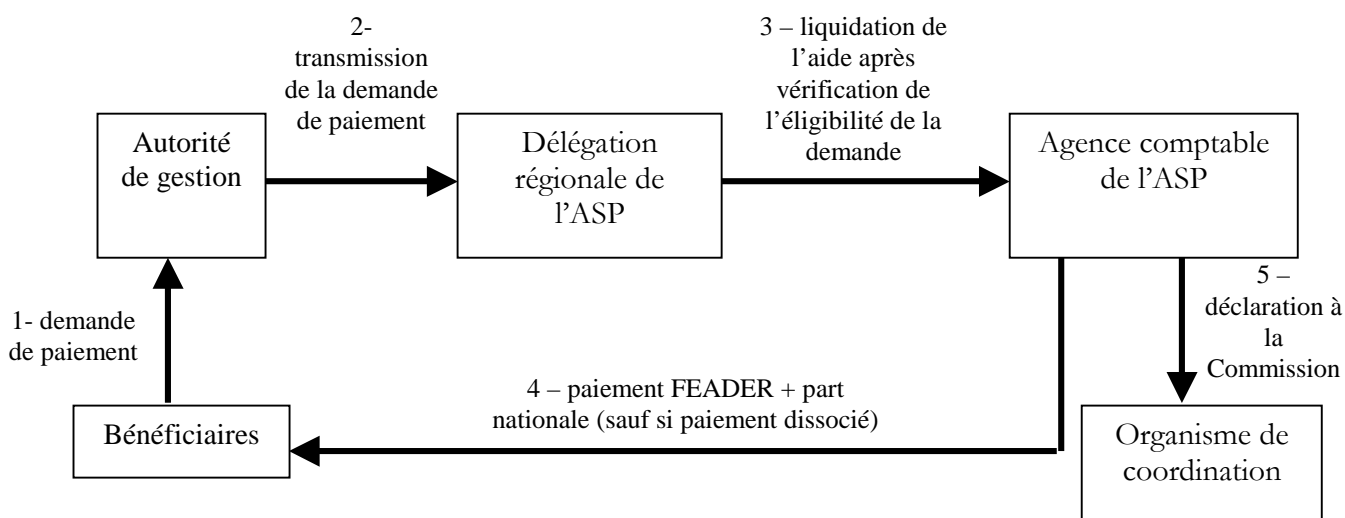 2-
transmission
de la demande
de paiement
3 – liquidation de
l’aide après
vérification de
l’éligibilité de la
demande
Autorité
de gestion
Délégation
régionale de
l’ASP
Agence comptable
de l’ASP
1- demande
de paiement
5 –
déclaration à
la
Commission
4 – paiement FEADER + part
nationale (sauf si paiement dissocié)
Bénéficiaires
Organisme de
coordination